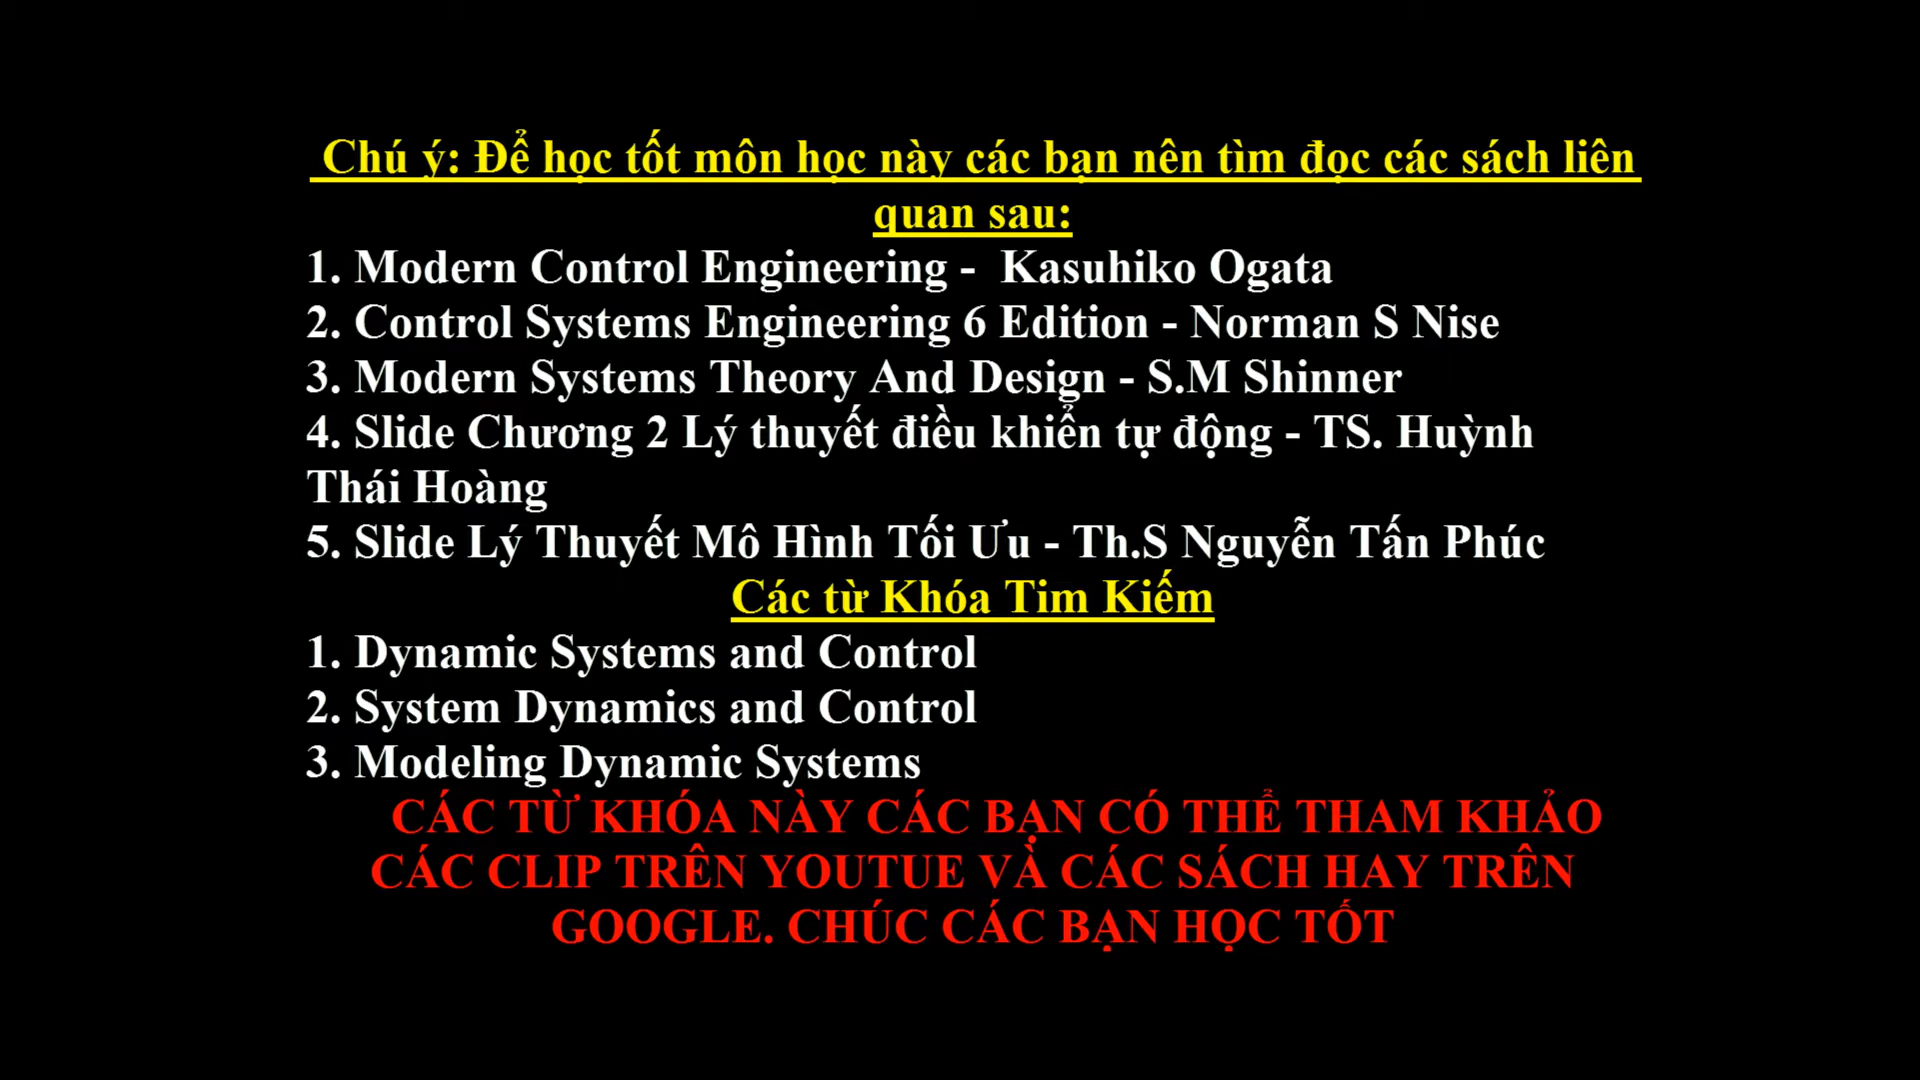 Chú ý: Để học tốt môn học này các bạn nên tìm đọc các sách liên
quan sau:
1. Modern Control Engineering -  Kasuhiko Ogata
2. Control Systems Engineering 6 Edition - Norman S Nise
3. Modern Systems Theory And Design - S.M Shinner
4. Slide Chương 2 Lý thuyết điều khiển tự động - TS. Huỳnh
Thái Hoàng
5. Slide Lý Thuyết Mô Hình Tối Ưu - Th.S Nguyễn Tấn Phúc
Các từ Khóa Tim Kiếm
1. Dynamic Systems and Control
2. System Dynamics and Control
3. Modeling Dynamic Systems
CÁC TỪ KHÓA NÀY CÁC BẠN CÓ THỂ THAM KHẢO
CÁC CLIP TRÊN YOUTUE VÀ CÁC SÁCH HAY TRÊN
GOOGLE. CHÚC CÁC BẠN HỌC TỐT